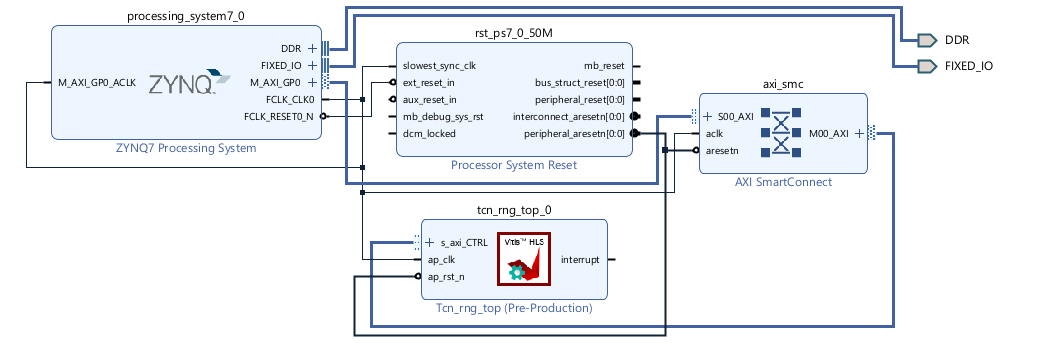 processing_system7_0
DDR
FIXED_IO
M_AXI_GP0_ACLK
ZYNQ
M_AXI_GP0
FCLK_CLK0
FCLK_RESET0_N
ZYNQ7 Processing System
rst_ps7_0_50M
slowest_sync_clk
mb_reset
ext_reset_in
bus_struct_reset[0:0]
aux_reset_in
peripheral_reset[0:0]
mb_debug_sys_rst
interconnect_aresetn[0:0]
dcm_locked
peripheral_aresetn[0:0]
Processor System Reset
axi_smc
S00_AXI
aclk
M00_AXI
aresetn
AXI SmartConnect
DDR
FIXED_IO
tcn_rng_top_0
s_axi_CTRL
Vitis™ HLS
ap_clk
interrupt
ap_rst_n
Tcn_rng_top (Pre-Production)